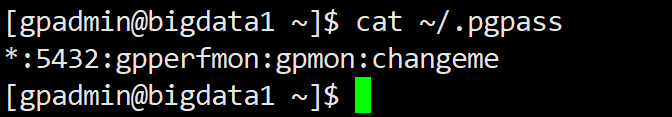 [gpadmin@bigdata1 ~]$ cat ~/.pgpass
*:5432:gpperfmon:gpmon:changeme
[gpadmin@bigdata1 ~]$